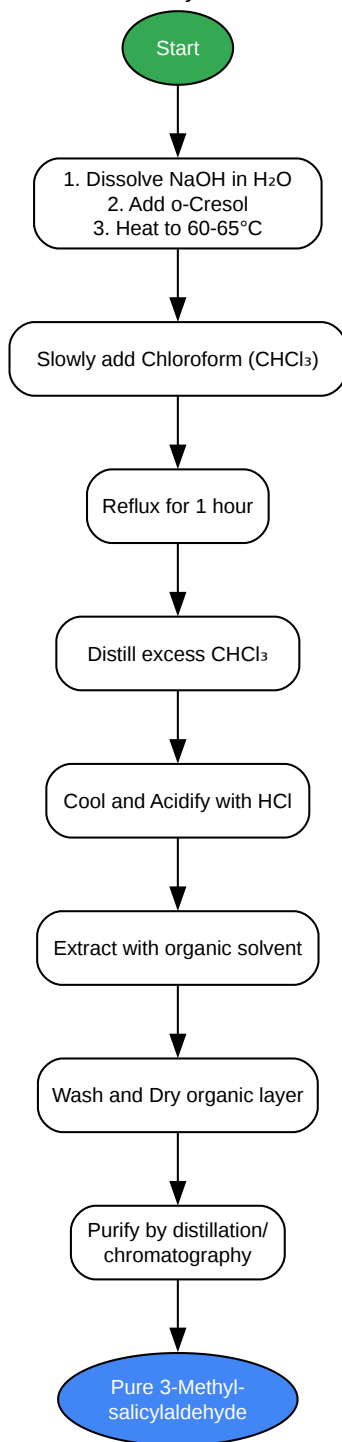 Start
1. Dissolve NaOH in H₂O
2. Add o-Cresol
3. Heat to 60-65°C
Slowly add Chloroform (CHCl₃)
Reflux for 1 hour
Distill excess CHCl₃
Cool and Acidify with HCl
Extract with organic solvent
Wash and Dry organic layer
Purify by distillation/
chromatography
Pure 3-Methyl-
salicylaldehyde